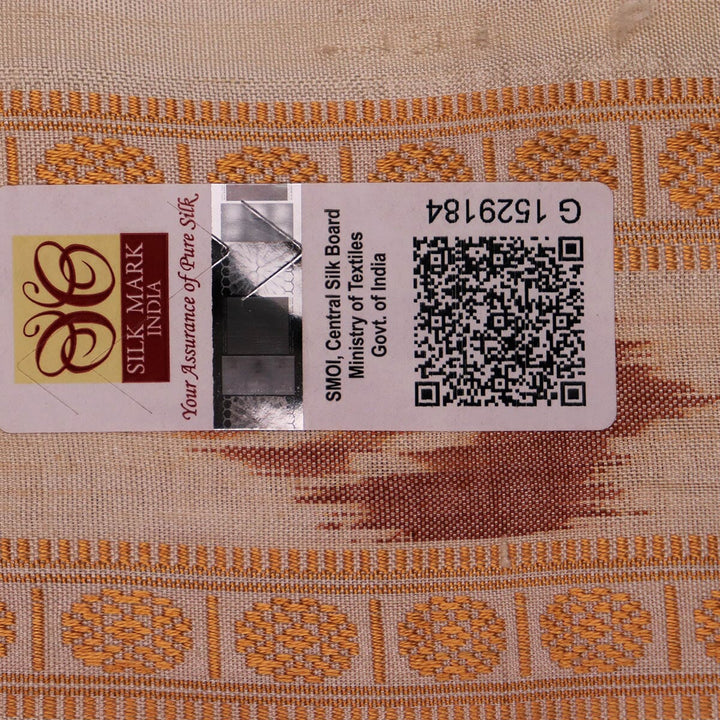 SILK MARK
INDIA
Your Assurance of Pure Silk
SMOI, Central Silk Board
Ministry of Textiles
Govt. of India
G 1529184